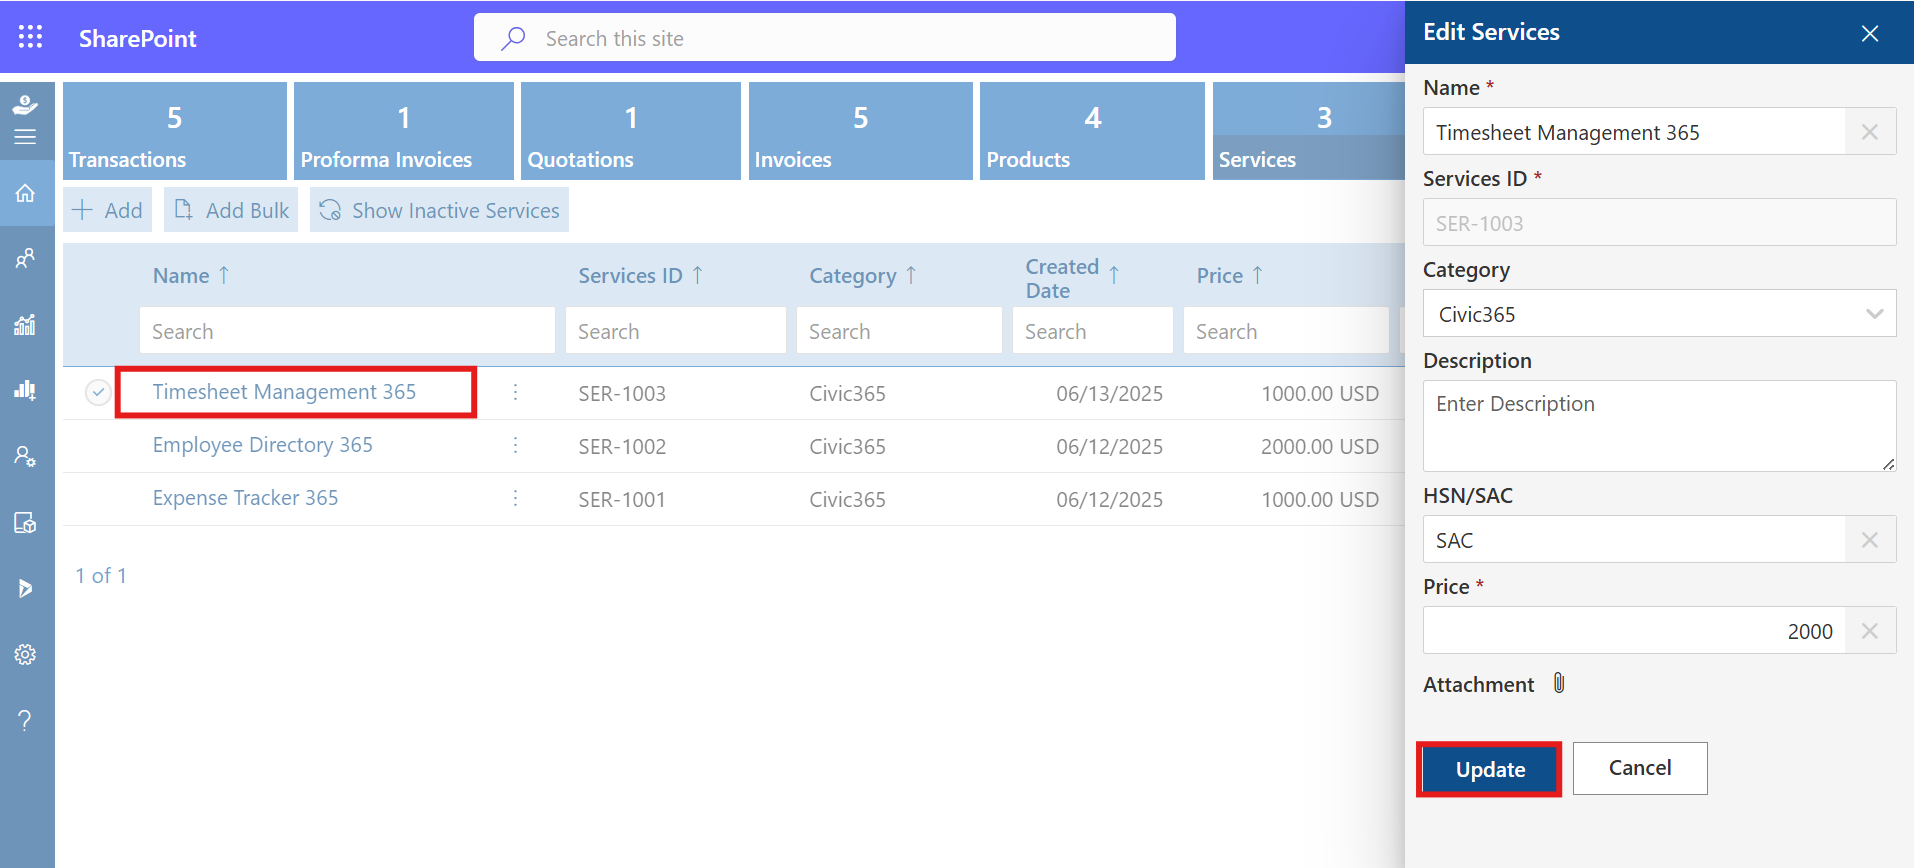 SharePoint
Search this site
5
Transactions
1
Proforma Invoices
1
Quotations
5
Invoices
4
Products
3
Services
Add
Add Bulk
Show Inactive Services
Name ↑
Services ID ↑
Category ↑
Created Date ↑
Price ↑
Search
Search
Search
Search
Search
Timesheet Management 365 SER-1003 Civic365 06/13/2025 1000.00 USD
Employee Directory 365 SER-1002 Civic365 06/12/2025 2000.00 USD
Expense Tracker 365 SER-1001 Civic365 06/12/2025 1000.00 USD
1 of 1
Edit Services
Name *
Timesheet Management 365
Services ID *
SER-1003
Category
Civic365
Description
Enter Description
HSN/SAC
SAC
Price *
2000
Attachment
Update
Cancel